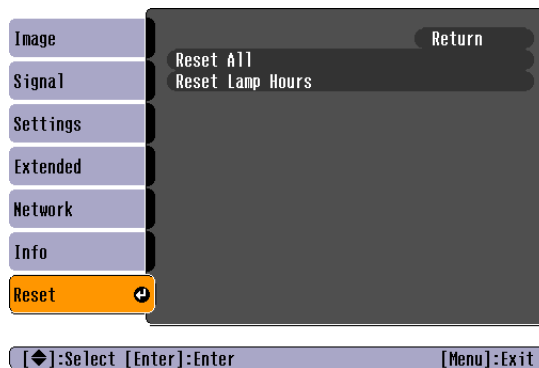 Image
Signal
Settings
Extended
Network
Info
Reset
Return
Reset All
Reset Lamp Hours
[◆]:Select [Enter]:Enter [Menu]:Exit